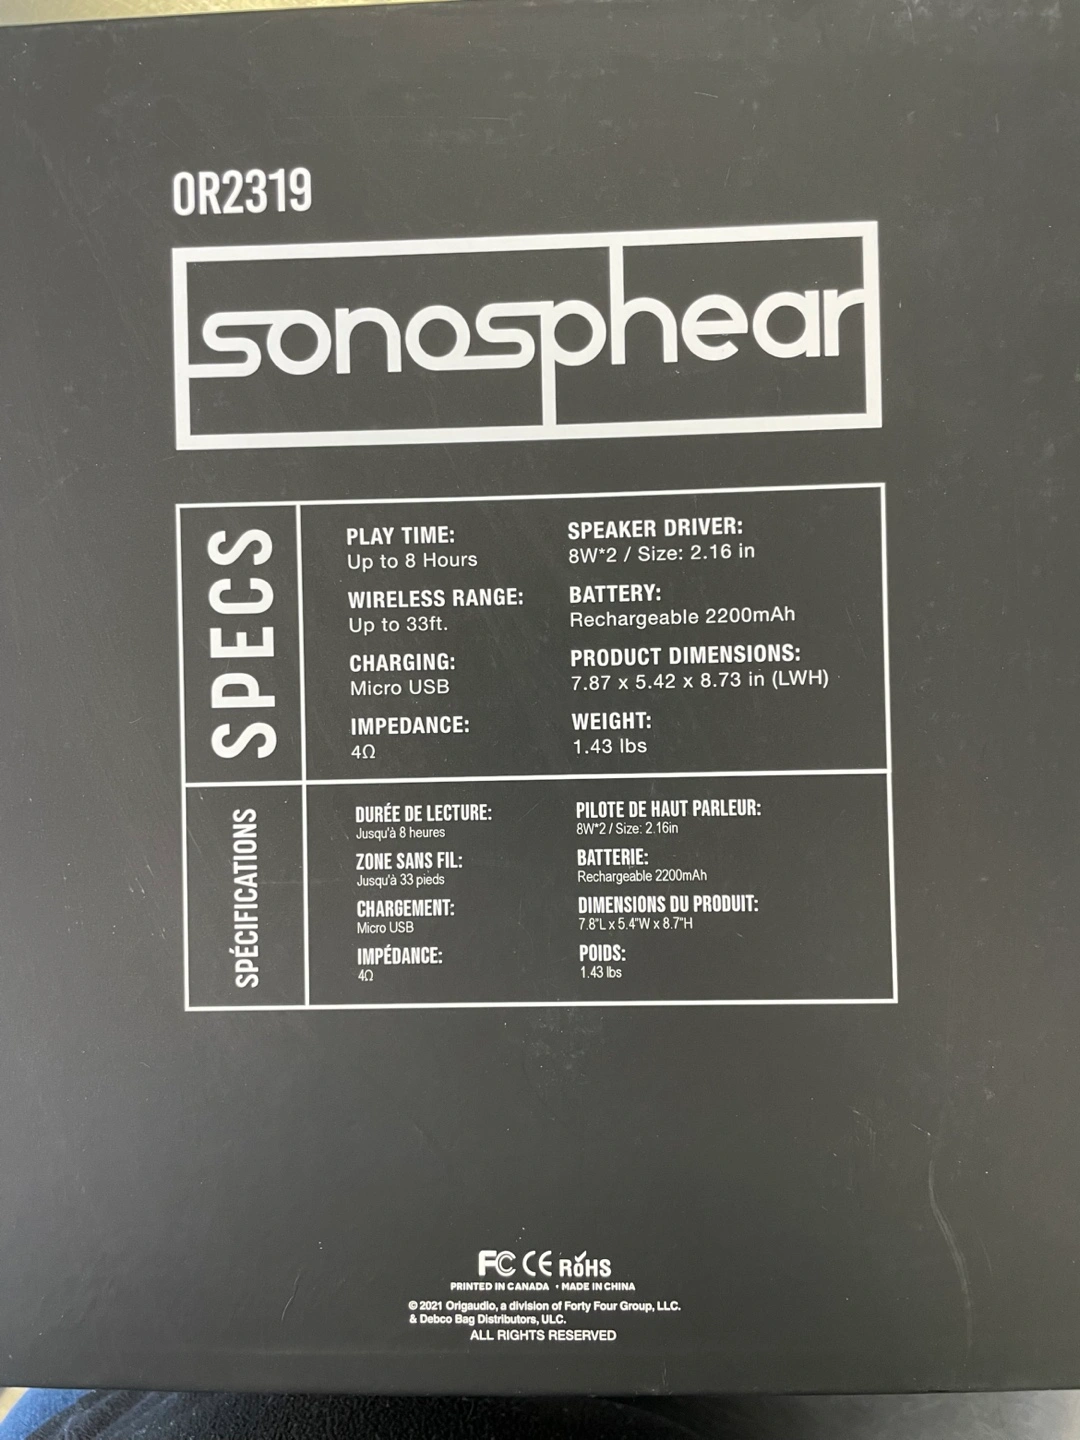 OR2319
sonosphear
SPECS
PLAY TIME:
Up to 8 Hours
WIRELESS RANGE:
Up to 33ft.
CHARGING:
Micro USB
IMPEDANCE:
4Ω
SPEAKER DRIVER:
8W*2 / Size: 2.16 in
BATTERY:
Rechargeable 2200mAh
PRODUCT DIMENSIONS:
7.87 x 5.42 x 8.73 in (LWH)
WEIGHT:
1.43 lbs
SPÉCIFICATIONS
DURÉE DE LECTURE:
Jusqu'à 8 heures
ZONE SANS FIL:
Jusqu'à 33 pieds
CHARGEMENT:
Micro USB
IMPÉDANCE:
4Ω
PILOTE DE HAUT PARLEUR:
8W*2 / Size: 2.16in
BATTERIE:
Rechargeable 2200mAh
DIMENSIONS DU PRODUIT:
7.8"L x 5.4"W x 8.7"H
POIDS:
1.43 lbs
FC CE RoHS
PRINTED IN CANADA • MADE IN CHINA
© 2021 Origaudio, a division of Forty Four Group, LLC.
& Debco Bag Distributors, ULC.
ALL RIGHTS RESERVED